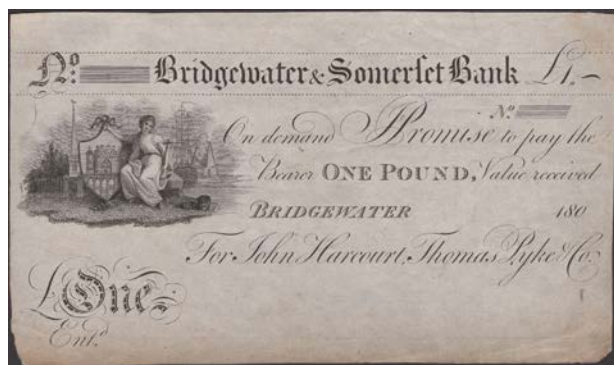 No: Bridgewater & Somerſet Bank £1.–
No.
On demand I Promise to pay the
Bearer ONE POUND, Value received
BRIDGEWATER 180
For John Harcourt, Thomas Pyke & Co.
£One
Entd.